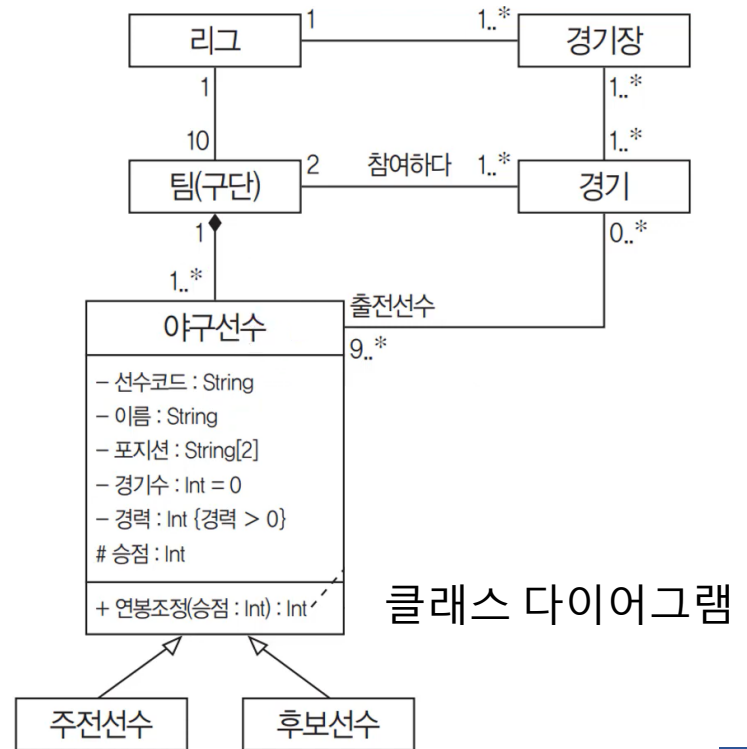 리그
1
1..*
경기장
1
1..*
10
1..*
팀(구단)
2
참여하다
1..*
경기
1
0..*
1..*
야구선수
출전선수
9..*
– 선수코드 : String
– 이름 : String
– 포지션 : String[2]
– 경기수 : Int = 0
– 경력 : Int {경력 > 0}
# 승점 : Int
+ 연봉조정(승점 : Int) : Int
클래스 다이어그램
주전선수
후보선수